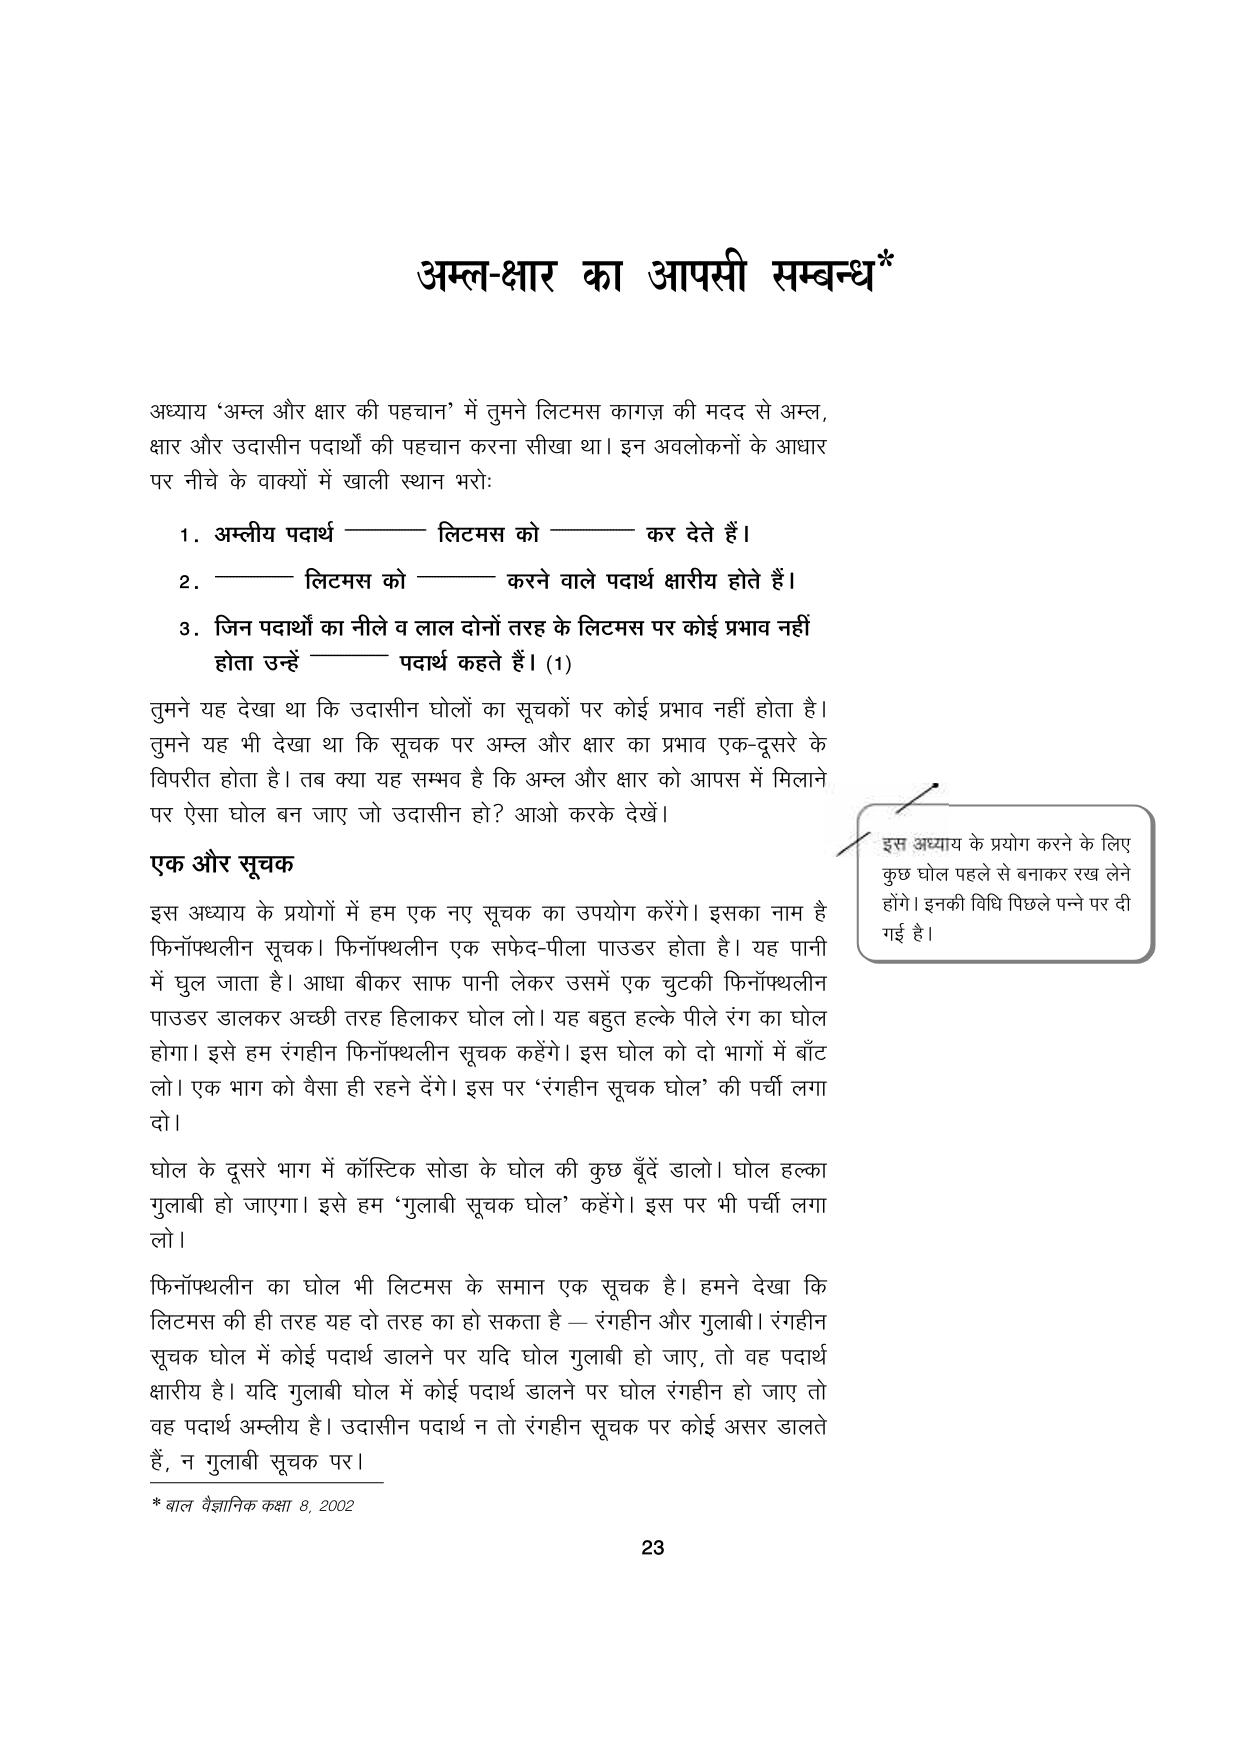 अम्ल-क्षार का आपसी सम्बन्ध*
अध्याय ‘अम्ल और क्षार की पहचान’ में तुमने लिटमस कागज़ की मदद से अम्ल,
क्षार और उदासीन पदार्थों की पहचान करना सीखा था। इन अवलोकनों के आधार
पर नीचे के वाक्यों में खाली स्थान भरोः
1. अम्लीय पदार्थ ______ लिटमस को ______ कर देते हैं।
2. ______ लिटमस को ______ करने वाले पदार्थ क्षारीय होते हैं।
3. जिन पदार्थों का नीले व लाल दोनों तरह के लिटमस पर कोई प्रभाव नहीं
होता उन्हें ______ पदार्थ कहते हैं। (1)
तुमने यह देखा था कि उदासीन घोलों का सूचकों पर कोई प्रभाव नहीं होता है।
तुमने यह भी देखा था कि सूचक पर अम्ल और क्षार का प्रभाव एक-दूसरे के
विपरीत होता है। तब क्या यह सम्भव है कि अम्ल और क्षार को आपस में मिलाने
पर ऐसा घोल बन जाए जो उदासीन हो? आओ करके देखें।
इस अध्याय के प्रयोग करने के लिए
कुछ घोल पहले से बनाकर रख लेने
होंगे। इनकी विधि पिछले पन्ने पर दी
गई है।
एक और सूचक
इस अध्याय के प्रयोगों में हम एक नए सूचक का उपयोग करेंगे। इसका नाम है
फिनॉफ्थलीन सूचक। फिनॉफ्थलीन एक सफेद-पीला पाउडर होता है। यह पानी
में घुल जाता है। आधा बीकर साफ पानी लेकर उसमें एक चुटकी फिनॉफ्थलीन
पाउडर डालकर अच्छी तरह हिलाकर घोल लो। यह बहुत हल्के पीले रंग का घोल
होगा। इसे हम रंगहीन फिनॉफ्थलीन सूचक कहेंगे। इस घोल को दो भागों में बाँट
लो। एक भाग को वैसा ही रहने देंगे। इस पर ‘रंगहीन सूचक घोल’ की पर्ची लगा
दो।
घोल के दूसरे भाग में कॉस्टिक सोडा के घोल की कुछ बूँदें डालो। घोल हल्का
गुलाबी हो जाएगा। इसे हम ‘गुलाबी सूचक घोल’ कहेंगे। इस पर भी पर्ची लगा
लो।
फिनॉफ्थलीन का घोल भी लिटमस के समान एक सूचक है। हमने देखा कि
लिटमस की ही तरह यह दो तरह का हो सकता है — रंगहीन और गुलाबी। रंगहीन
सूचक घोल में कोई पदार्थ डालने पर यदि घोल गुलाबी हो जाए, तो वह पदार्थ
क्षारीय है। यदि गुलाबी घोल में कोई पदार्थ डालने पर घोल रंगहीन हो जाए तो
वह पदार्थ अम्लीय है। उदासीन पदार्थ न तो रंगहीन सूचक पर कोई असर डालते
हैं, न गुलाबी सूचक पर।
* बाल वैज्ञानिक कक्षा 8, 2002
23